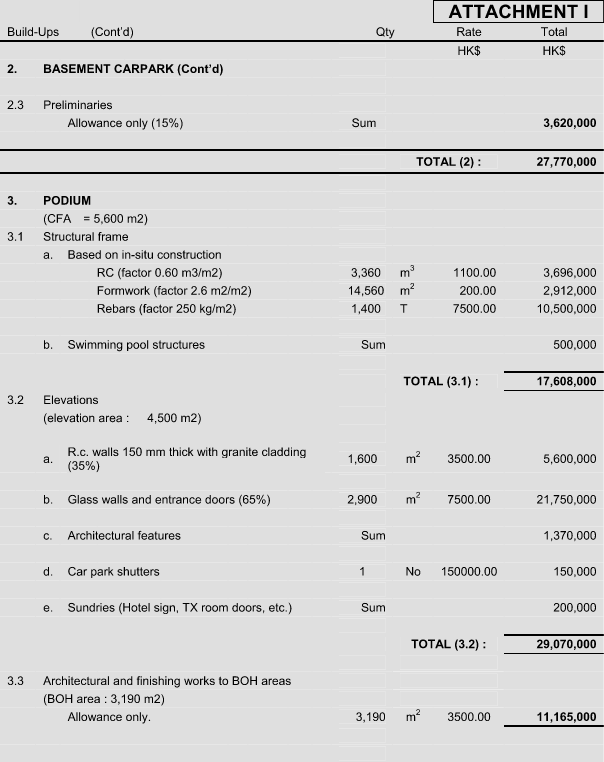 ATTACHMENT I
Build-Ups (Cont'd) Qty Rate Total
HK$ HK$
2. BASEMENT CARPARK (Cont'd)
2.3 Preliminaries
Allowance only (15%) Sum 3,620,000
TOTAL (2) : 27,770,000
3. PODIUM
(CFA = 5,600 m2)
3.1 Structural frame
a. Based on in-situ construction
RC (factor 0.60 m3/m2) 3,360 m3 1100.00 3,696,000
Formwork (factor 2.6 m2/m2) 14,560 m2 200.00 2,912,000
Rebars (factor 250 kg/m2) 1,400 T 7500.00 10,500,000
b. Swimming pool structures Sum 500,000
TOTAL (3.1) : 17,608,000
3.2 Elevations
(elevation area : 4,500 m2)
a. R.c. walls 150 mm thick with granite cladding
(35%) 1,600 m2 3500.00 5,600,000
b. Glass walls and entrance doors (65%) 2,900 m2 7500.00 21,750,000
c. Architectural features Sum 1,370,000
d. Car park shutters 1 No 150000.00 150,000
e. Sundries (Hotel sign, TX room doors, etc.) Sum 200,000
TOTAL (3.2) : 29,070,000
3.3 Architectural and finishing works to BOH areas
(BOH area : 3,190 m2)
Allowance only. 3,190 m2 3500.00 11,165,000